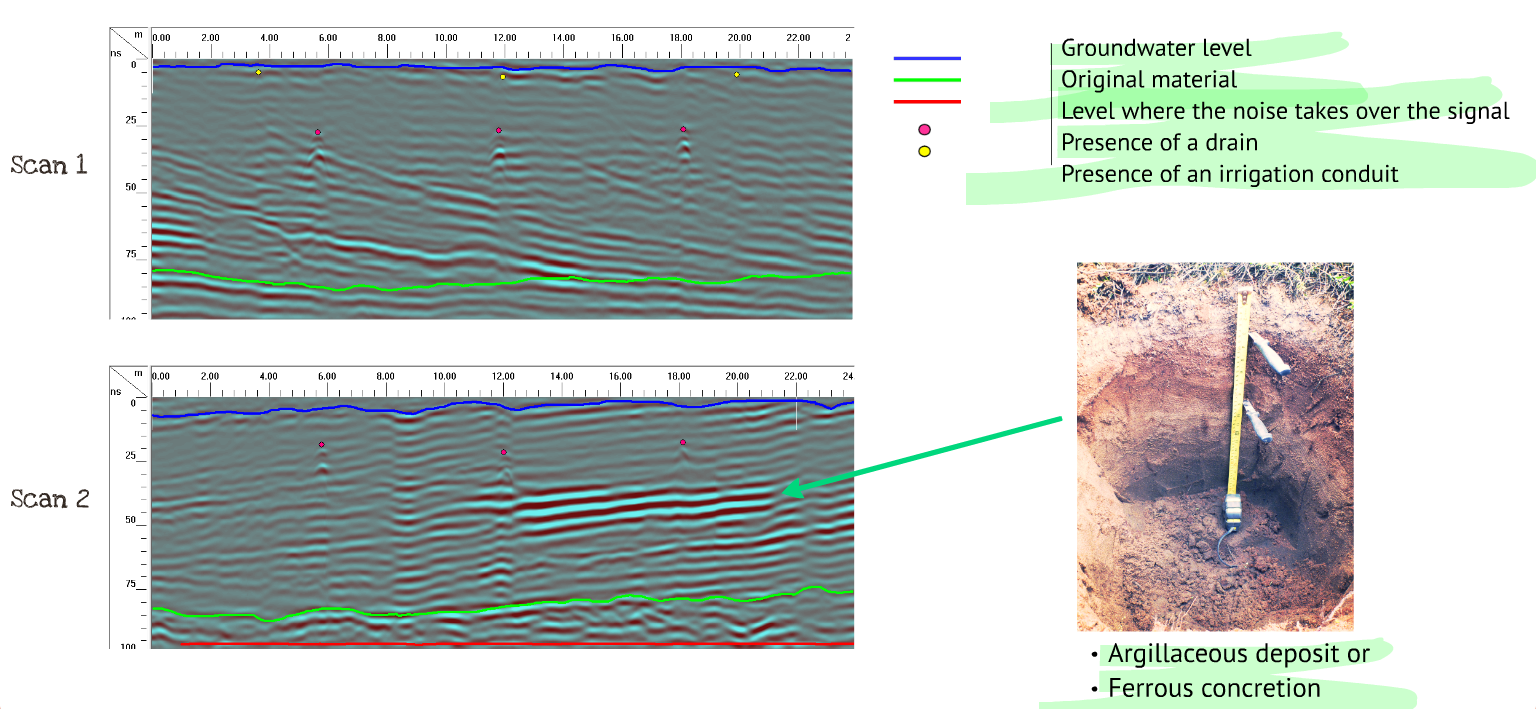 m
ns
0.00 2.00 4.00 6.00 8.00 10.00 12.00 14.00 16.00 18.00 20.00 22.00 2
0
25
50
75
100
Scan 1
Groundwater level
Original material
Level where the noise takes over the signal
Presence of a drain
Presence of an irrigation conduit
m
ns
0.00 2.00 4.00 6.00 8.00 10.00 12.00 14.00 16.00 18.00 20.00 22.00 24.
0
25
50
75
100
Scan 2
• Argillaceous deposit or
• Ferrous concretion